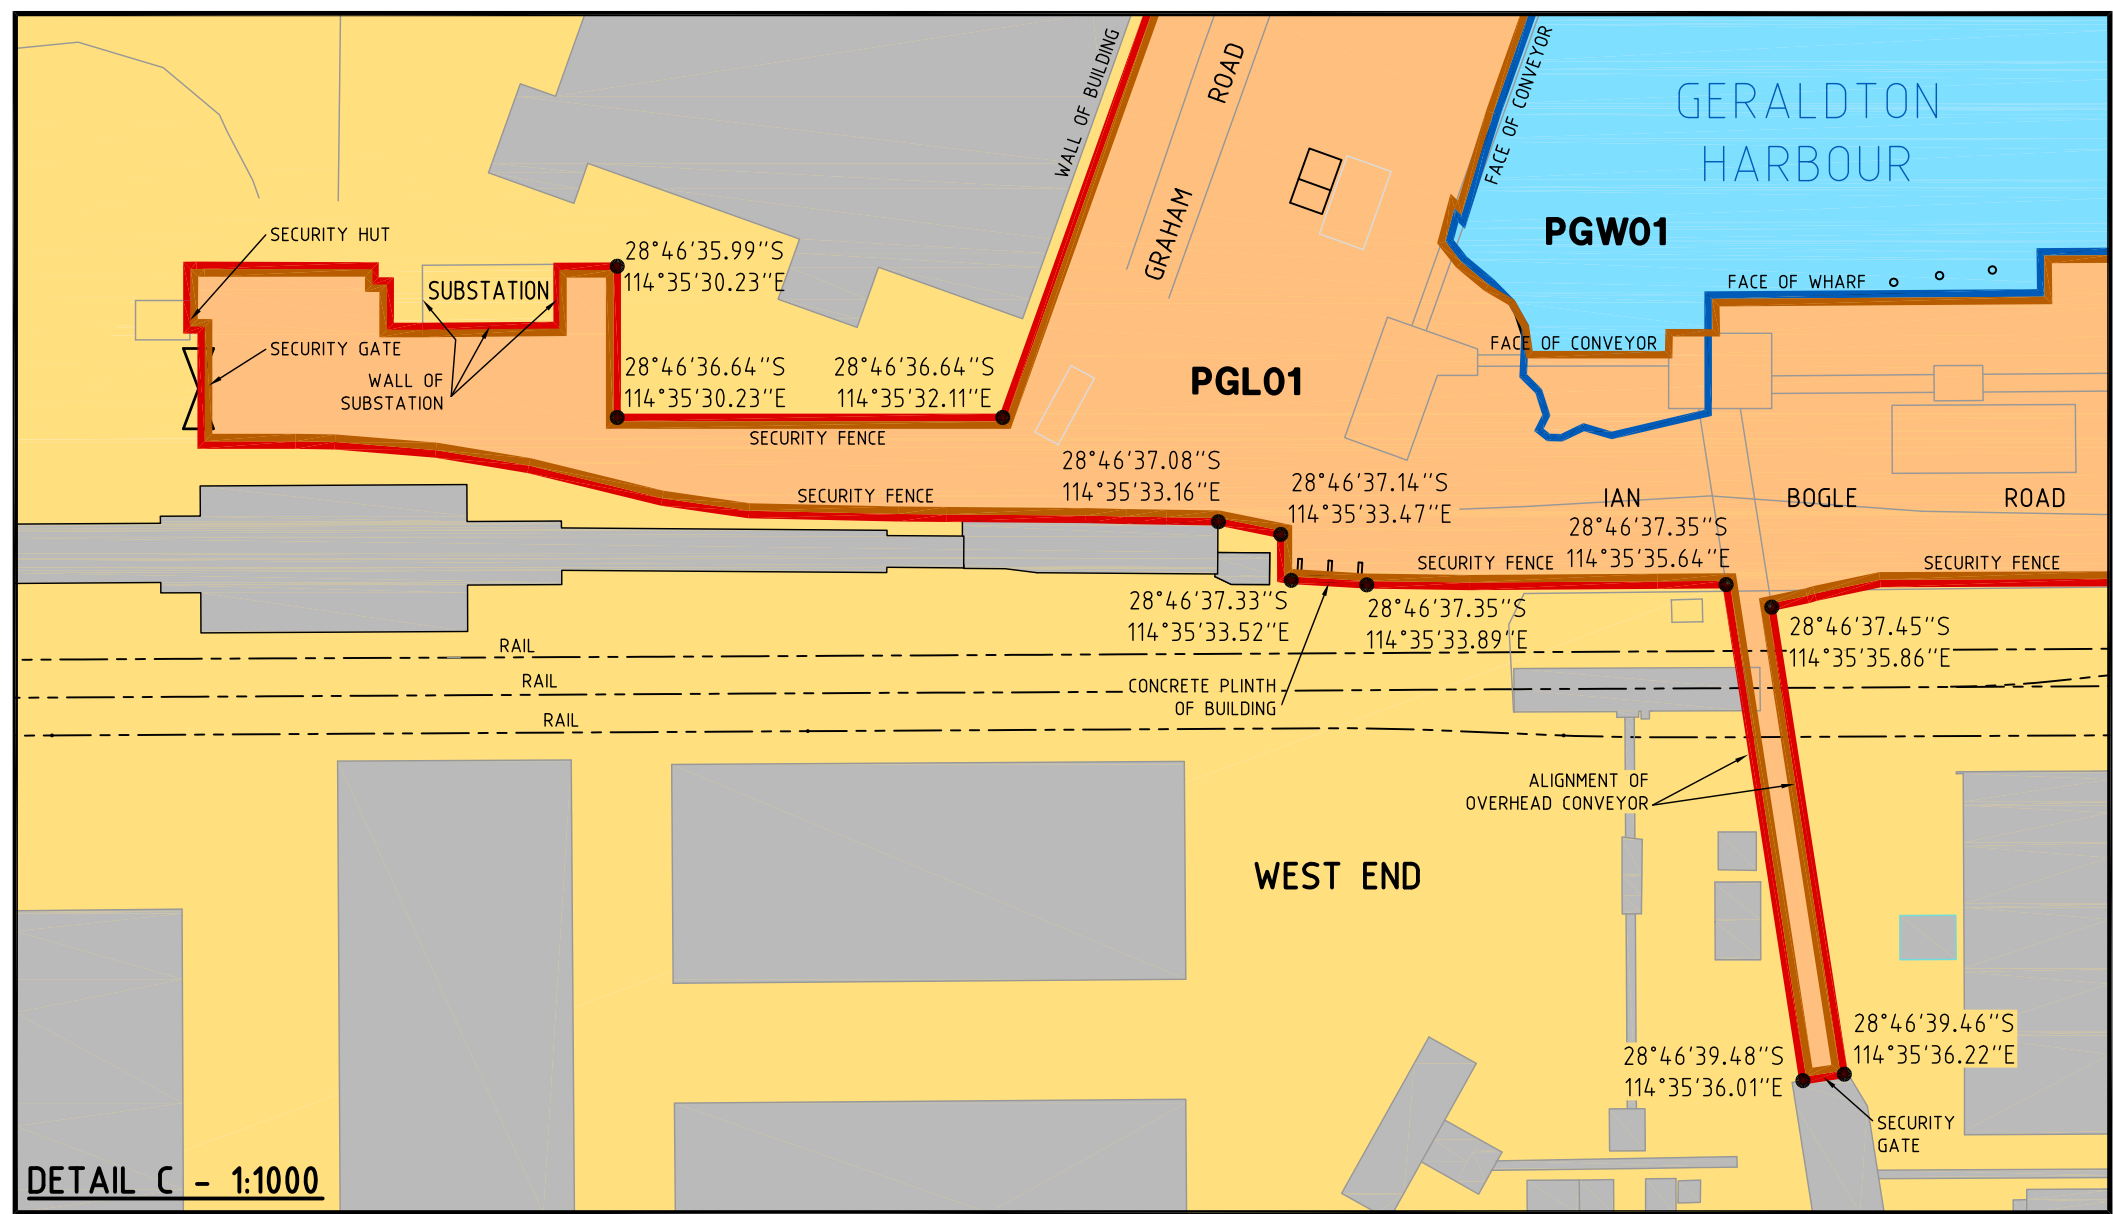 WALL OF BUILDING
GRAHAM ROAD
FACE OF CONVEYOR
GERALDTON
HARBOUR
PGW01
SECURITY HUT
28°46'35.99"S
114°35'30.23"E
SUBSTATION
FACE OF WHARF
SECURITY GATE
FACE OF CONVEYOR
WALL OF
SUBSTATION
28°46'36.64"S
114°35'30.23"E
28°46'36.64"S
114°35'32.11"E
PGL01
SECURITY FENCE
28°46'37.08"S
114°35'33.16"E
28°46'37.14"S
114°35'33.47"E
SECURITY FENCE
IAN BOGLE ROAD
28°46'37.35"S
114°35'35.64"E
SECURITY FENCE
SECURITY FENCE
28°46'37.33"S
114°35'33.52"E
28°46'37.35"S
114°35'33.89"E
28°46'37.45"S
114°35'35.86"E
RAIL
RAIL
RAIL
CONCRETE PLINTH
OF BUILDING
ALIGNMENT OF
OVERHEAD CONVEYOR
WEST END
28°46'39.46"S
114°35'36.22"E
28°46'39.48"S
114°35'36.01"E
SECURITY
GATE
DETAIL C - 1:1000